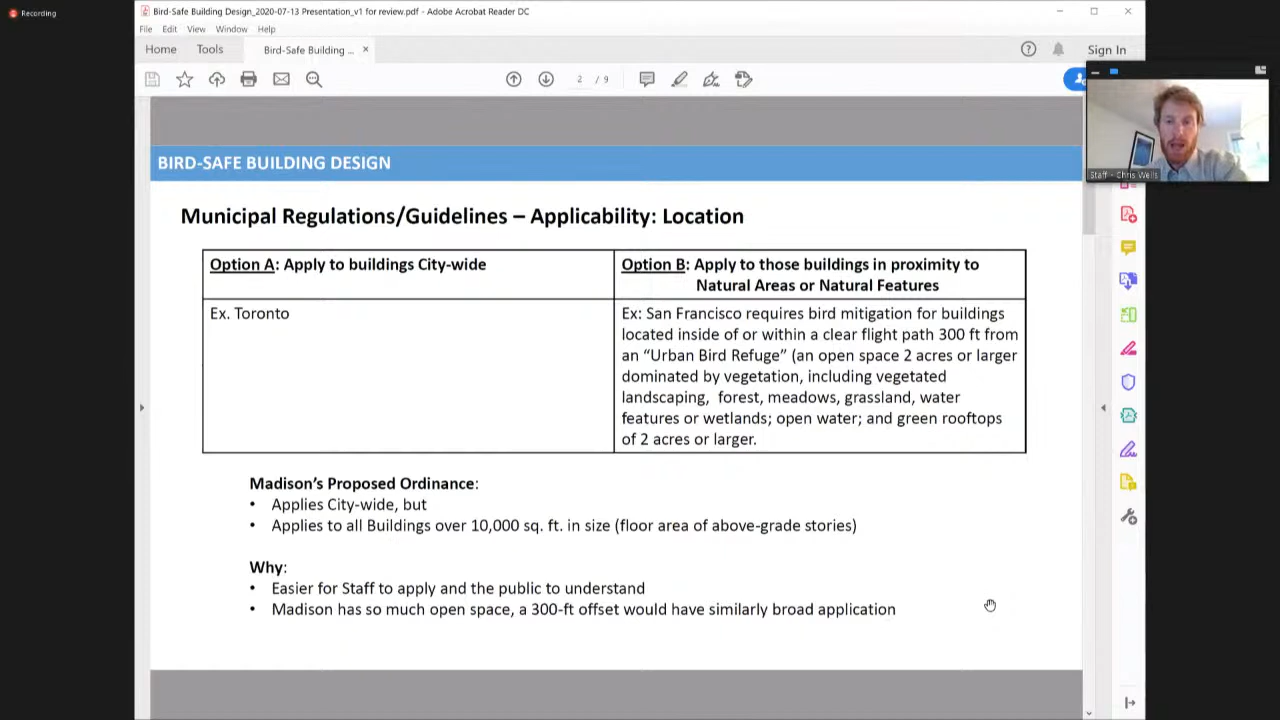 Recording
Bird-Safe Building Design_2020-07-13 Presentation_v1 for review.pdf - Adobe Acrobat Reader DC
File Edit View Window Help
Home Tools Bird-Safe Building ... ×
Sign In
2 / 9
Staff - Chris Wells
BIRD-SAFE BUILDING DESIGN
Municipal Regulations/Guidelines – Applicability: Location
Option A: Apply to buildings City-wide
Ex. Toronto
Option B: Apply to those buildings in proximity to
Natural Areas or Natural Features
Ex: San Francisco requires bird mitigation for buildings
located inside of or within a clear flight path 300 ft from
an “Urban Bird Refuge” (an open space 2 acres or larger
dominated by vegetation, including vegetated
landscaping, forest, meadows, grassland, water
features or wetlands; open water; and green rooftops
of 2 acres or larger.
Madison’s Proposed Ordinance:
• Applies City-wide, but
• Applies to all Buildings over 10,000 sq. ft. in size (floor area of above-grade stories)
Why:
• Easier for Staff to apply and the public to understand
• Madison has so much open space, a 300-ft offset would have similarly broad application